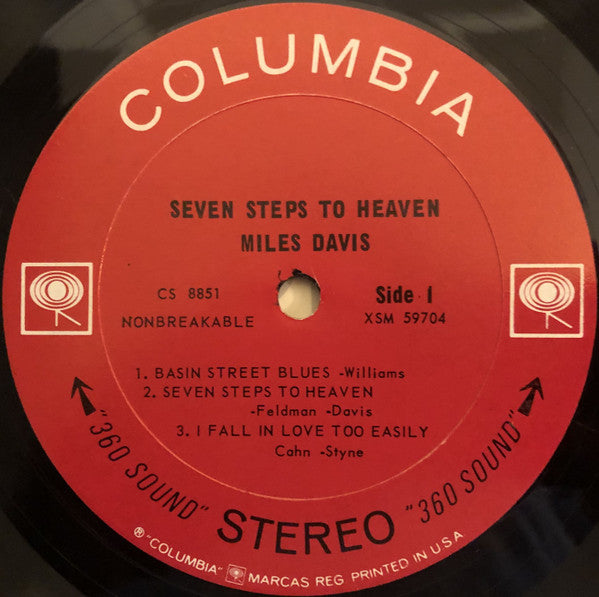 COLUMBIA
SEVEN STEPS TO HEAVEN
MILES DAVIS
CS 8851
NONBREAKABLE
Side 1
XSM 59704
1. BASIN STREET BLUES -Williams
2. SEVEN STEPS TO HEAVEN
-Feldman -Davis
3. I FALL IN LOVE TOO EASILY
Cahn -Styne
"360 SOUND" STEREO "360 SOUND"
® "COLUMBIA" MARCAS REG. PRINTED IN U.S.A.